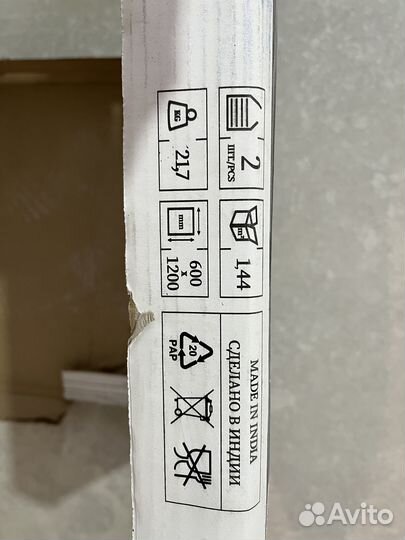 2
ШТ./PCS
1,44
m²
KG
21,7
mm
600
x
1200
MADE IN INDIA
СДЕЛАНО В ИНДИИ
20
PAP
Avito